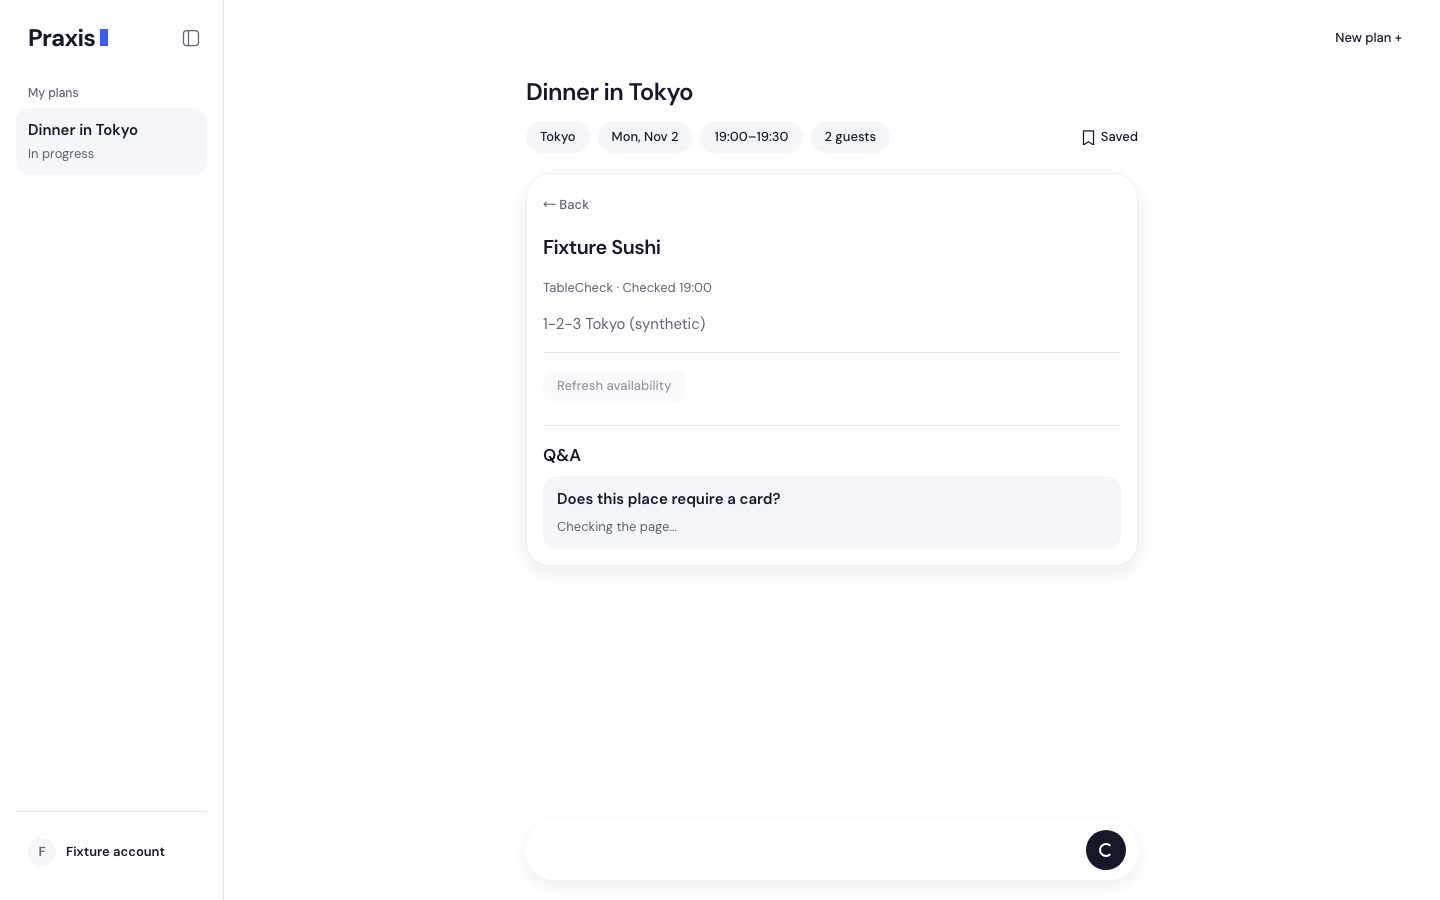 Praxis
My plans
Dinner in Tokyo
In progress
F Fixture account
New plan +
Dinner in Tokyo
Tokyo Mon, Nov 2 19:00–19:30 2 guests Saved
← Back
Fixture Sushi
TableCheck · Checked 19:00
1-2-3 Tokyo (synthetic)
Refresh availability
Q&A
Does this place require a card?
Checking the page…